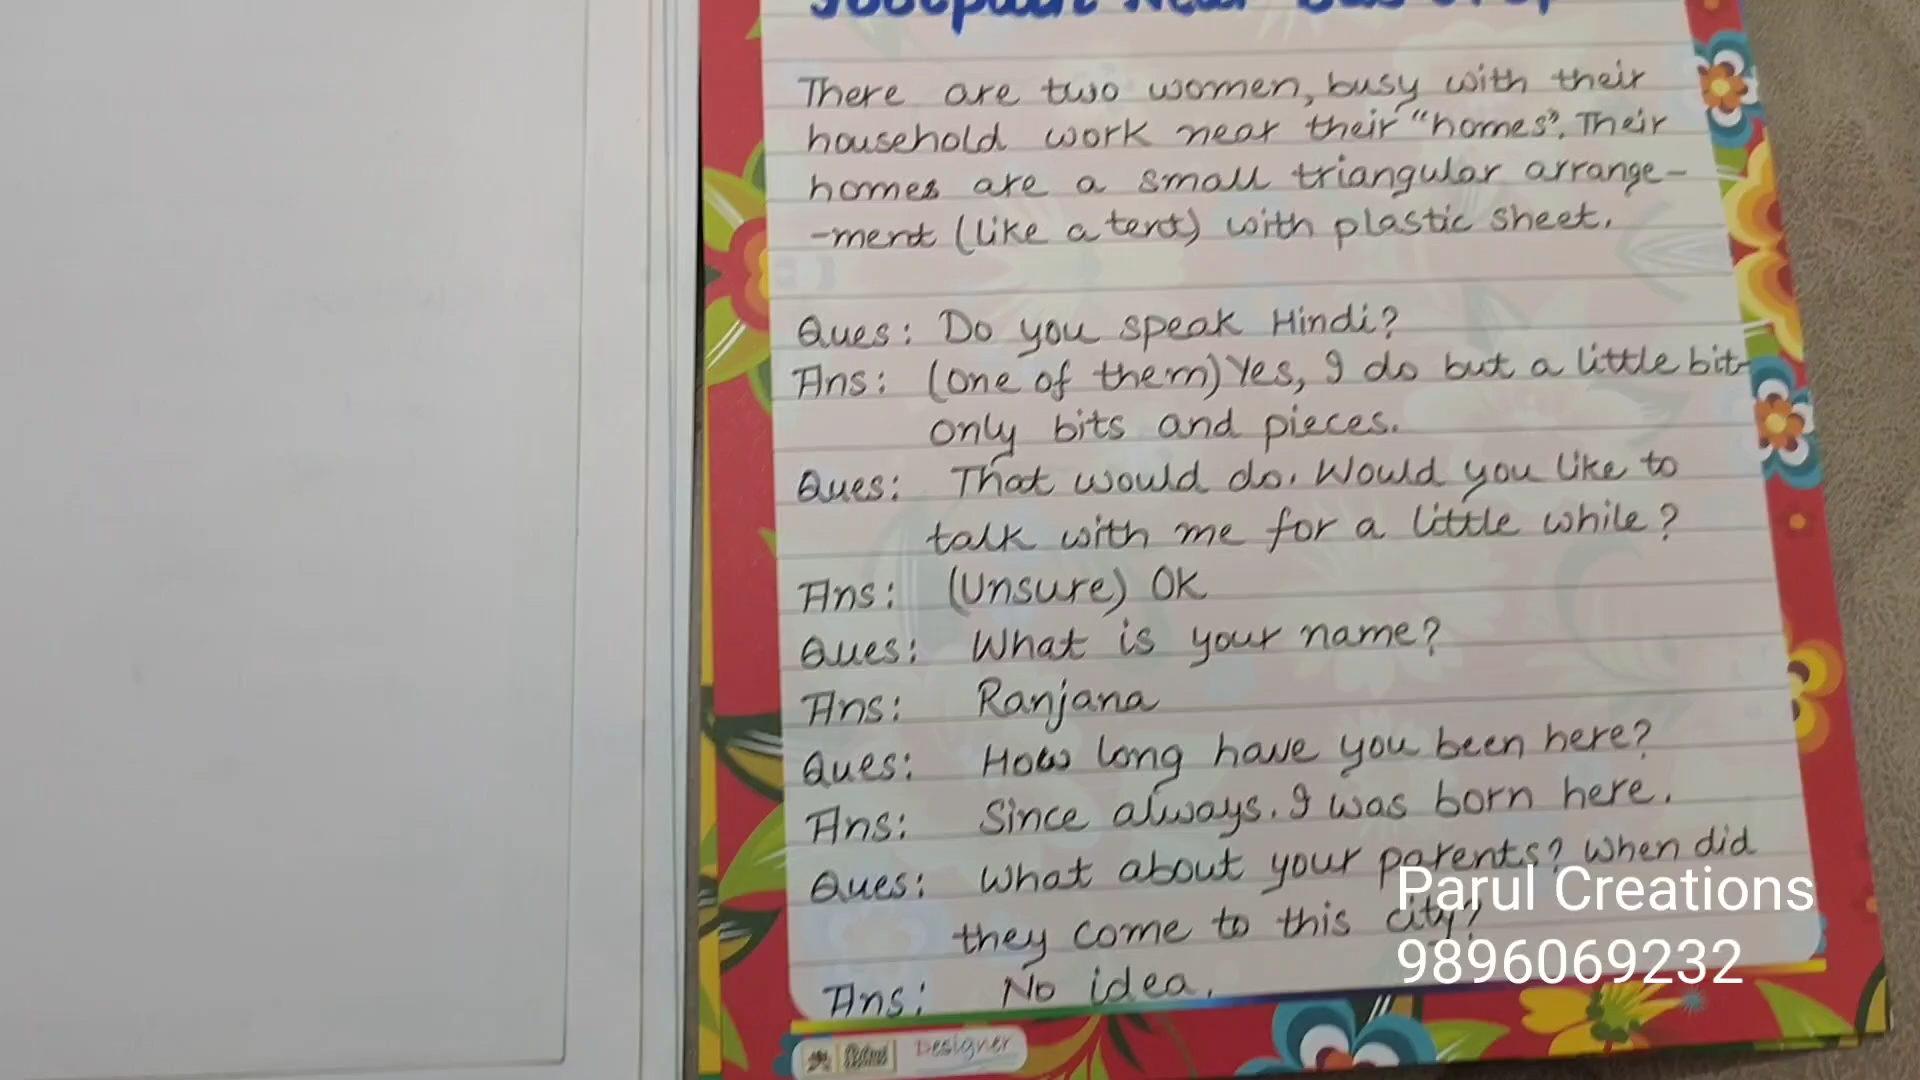 Footpath Near Bus Stop
There are two women, busy with their
household work near their "homes". Their
homes are a small triangular arrange-
-ment (like a tent) with plastic sheet.
Ques: Do you speak Hindi?
Ans: (One of them) Yes, I do but a little bit-
only bits and pieces.
Ques: That would do. Would you like to
talk with me for a little while?
Ans: (Unsure) OK
Ques: What is your name?
Ans: Ranjana
Ques: How long have you been here?
Ans: Since always. I was born here.
Ques: What about your parents? When did
they come to this city?
Ans: No idea.
Designer
Parul Creations
9896069232